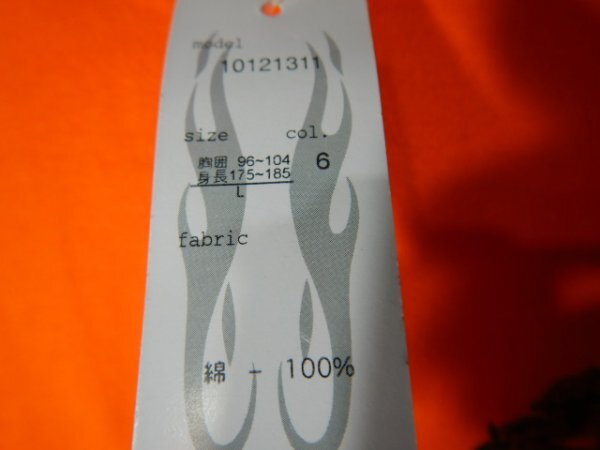 model
10121311
size col.
胸囲 96~104 6
身長175~185
L
fabric
綿 - 100%